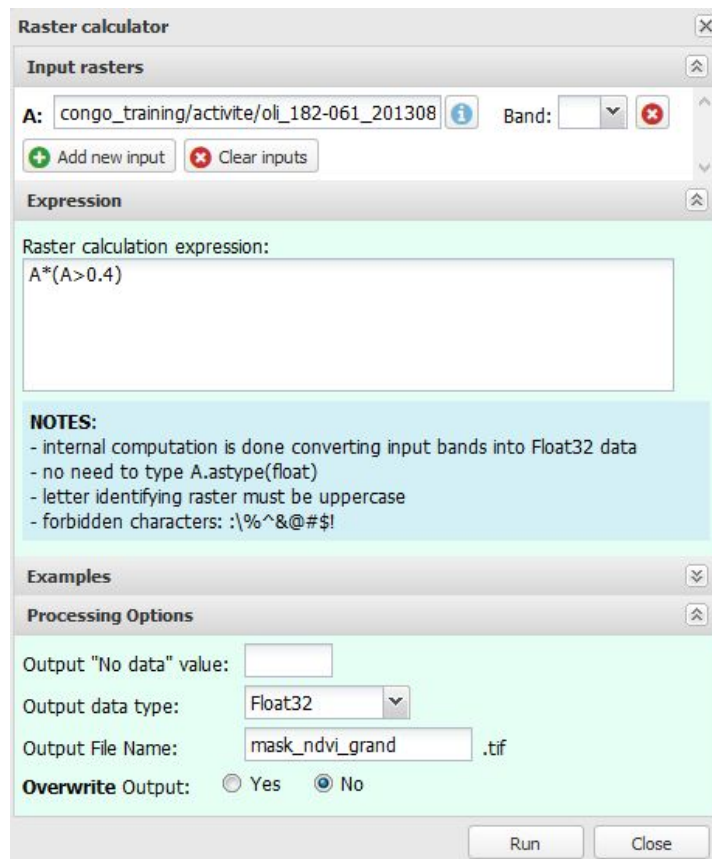 Raster calculator
Input rasters
A: congo_training/activite/oli_182-061_201308 Band:
Add new input Clear inputs
Expression
Raster calculation expression:
A*(A>0.4)
NOTES:
- internal computation is done converting input bands into Float32 data
- no need to type A.astype(float)
- letter identifying raster must be uppercase
- forbidden characters: :\%^&@#$!
Examples
Processing Options
Output "No data" value:
Output data type: Float32
Output File Name: mask_ndvi_grand .tif
Overwrite Output: Yes No
Run Close